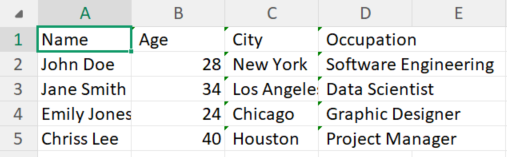 A B C D E
1 Name Age City Occupation
2 John Doe 28 New York Software Engineering
3 Jane Smith 34 Los Angele Data Scientist
4 Emily Jones 24 Chicago Graphic Designer
5 Chriss Lee 40 Houston Project Manager